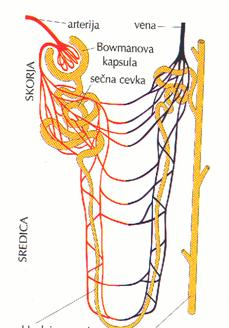 arterija
vena
Bowmanova
kapsula
sečna cevka
SKORJA
SREDICA